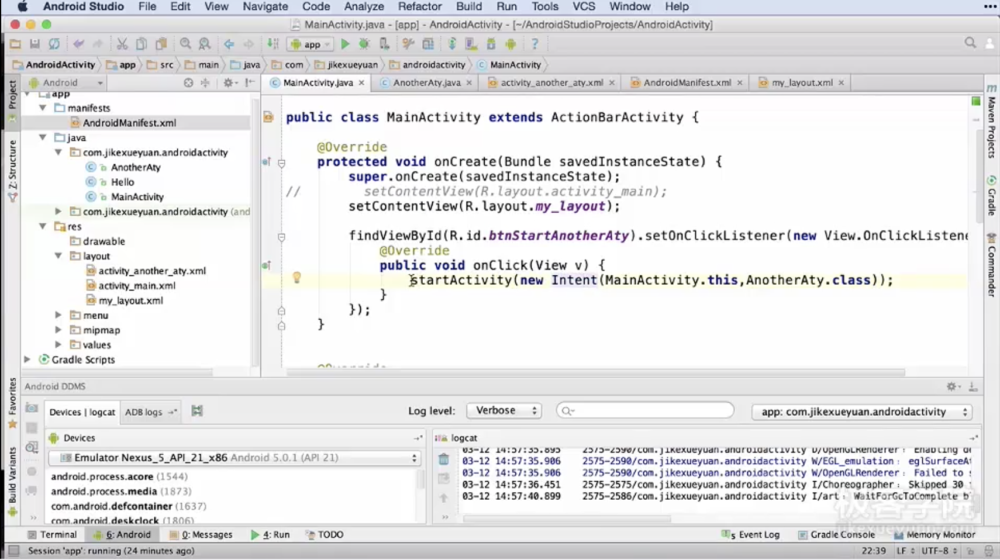 Android Studio File Edit View Navigate Code Analyze Refactor Build Run Tools VCS Window Help
MainActivity.java - [app] - AndroidActivity - [~/AndroidStudioProjects/AndroidActivity]
app
AndroidActivity app src main java com jikexueyuan androidactivity MainActivity
Project
Android
MainActivity.java AnotherAty.java activity_another_aty.xml AndroidManifest.xml my_layout.xml
app
manifests
AndroidManifest.xml
java
com.jikexueyuan.androidactivity
AnotherAty
Hello
MainActivity
com.jikexueyuan.androidactivity (and
res
drawable
layout
activity_another_aty.xml
activity_main.xml
my_layout.xml
menu
mipmap
values
Gradle Scripts
Z: Structure
Favorites
Build Variants
public class MainActivity extends ActionBarActivity {
@Override
protected void onCreate(Bundle savedInstanceState) {
super.onCreate(savedInstanceState);
// setContentView(R.layout.activity_main);
setContentView(R.layout.my_layout);
findViewById(R.id.btnStartAnotherAty).setOnClickListener(new View.OnClickListene
@Override
public void onClick(View v) {
startActivity(new Intent(MainActivity.this,AnotherAty.class));
}
});
}
@Override
m
Maven Projects
Gradle
Commander
Android DDMS
Devices | logcat ADB logs Log level: Verbose app: com.jikexueyuan.androidactivity
Devices
Emulator Nexus_5_API_21_x86 Android 5.0.1 (API 21)
android.process.acore (1544)
android.process.media (1873)
com.android.defcontainer (1637)
com.android.deskclock (1806)
logcat
03-12 14:57:35.895 2575-2590/com.jikexueyuan.androidactivity D/OpenGLRenderer: Enabling de
03-12 14:57:35.906 2575-2590/com.jikexueyuan.androidactivity W/EGL_emulation: eglSurfaceAt
03-12 14:57:35.906 2575-2590/com.jikexueyuan.androidactivity W/OpenGLRenderer: Failed to s
03-12 14:57:36.451 2575-2575/com.jikexueyuan.androidactivity I/Choreographer: Skipped 30
03-12 14:57:40.899 2575-2586/com.jikexueyuan.androidactivity I/art: WaitForGcToComplete b
极客学院
jikexueyuan.com
Terminal 6: Android 0: Messages 4: Run TODO 5 Event Log Gradle Console Memory Monitor
Session 'app': running (24 minutes ago) 22:39 LF UTF-8